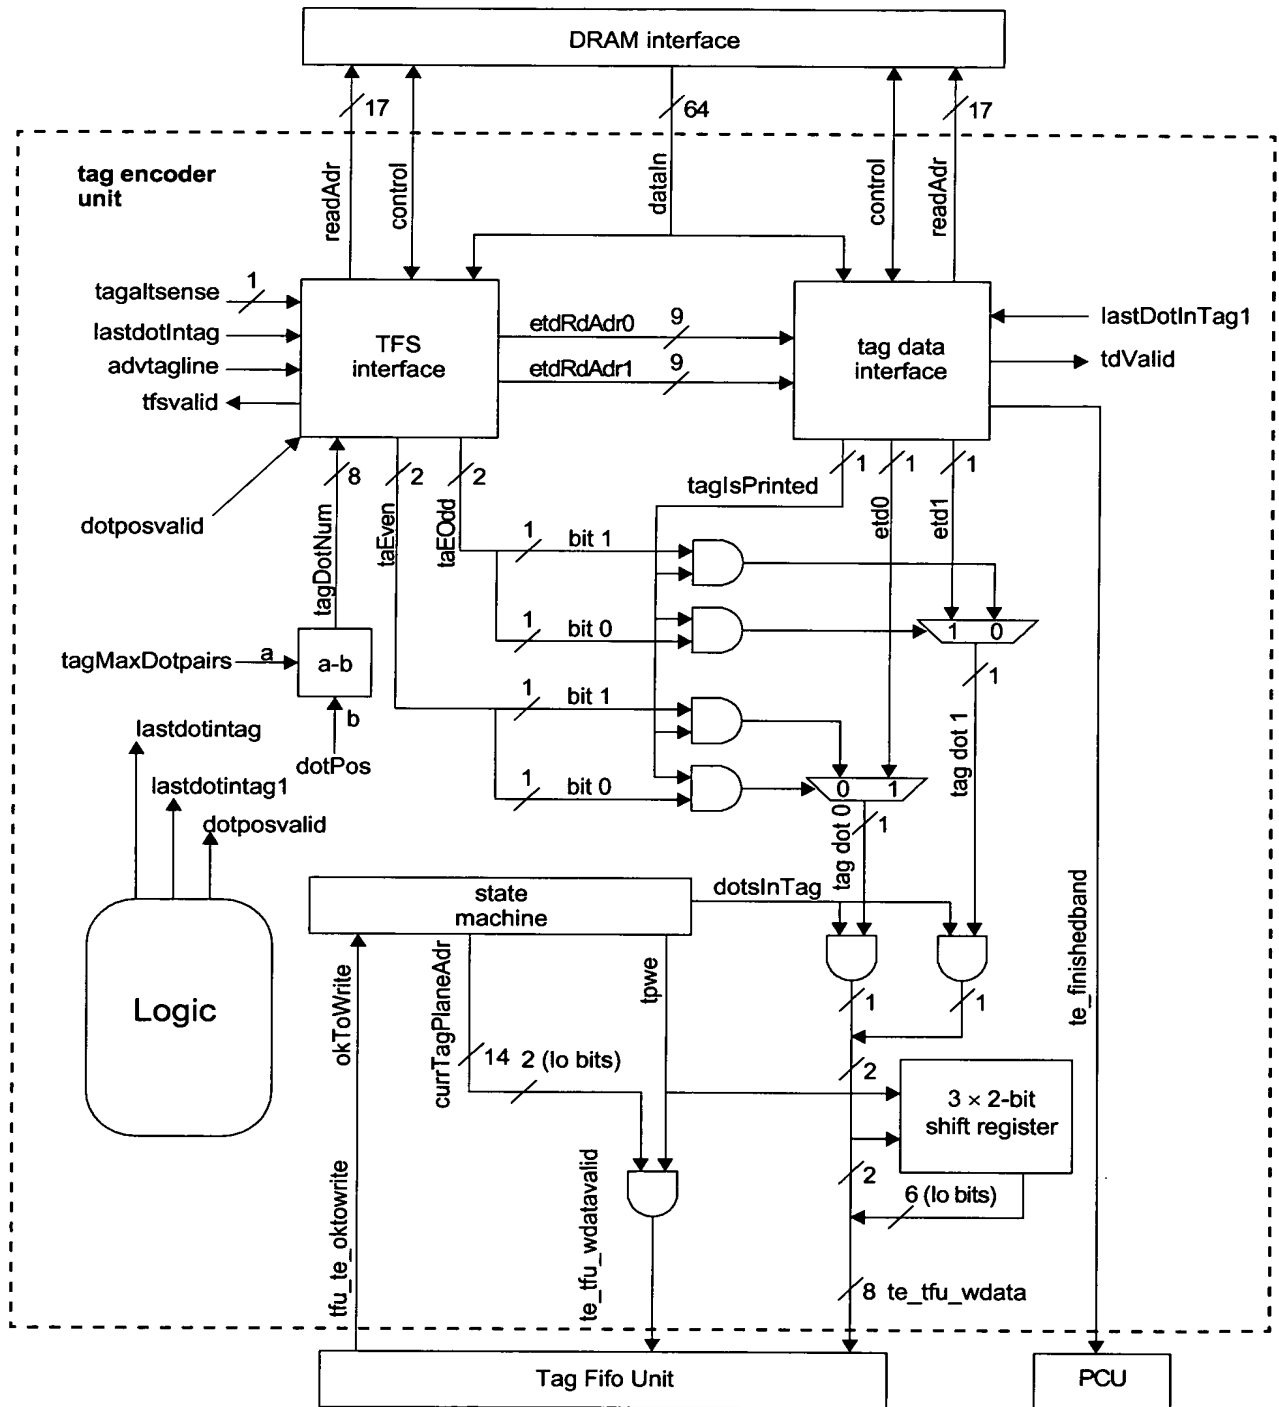 DRAM interface
17
64
17
tag encoder
unit
readAdr
control
dataIn
control
readAdr
tagaltsense
1
lastdotIntag
advtagline
tfsvalid
TFS
interface
etdRdAdr0
9
etdRdAdr1
9
tag data
interface
lastDotInTag1
tdValid
dotposvalid
8
2
2
tagDotNum
taEven
taEOdd
tagIsPrinted
1
1
1
etd0
etd1
1
bit 1
1
bit 0
1 0
1
tagMaxDotpairs
a
a-b
b
dotPos
1
bit 1
1
bit 0
0 1
1
tag dot 1
tag dot 0
lastdotintag
lastdotintag1
dotposvalid
Logic
state
machine
dotsInTag
okToWrite
currTagPlaneAdr
tpwe
14
2 (lo bits)
1
1
2
3 × 2-bit
shift register
2
6 (lo bits)
te_finishedband
tfu_te_oktowrite
te_tfu_wdatavalid
8 te_tfu_wdata
Tag Fifo Unit
PCU